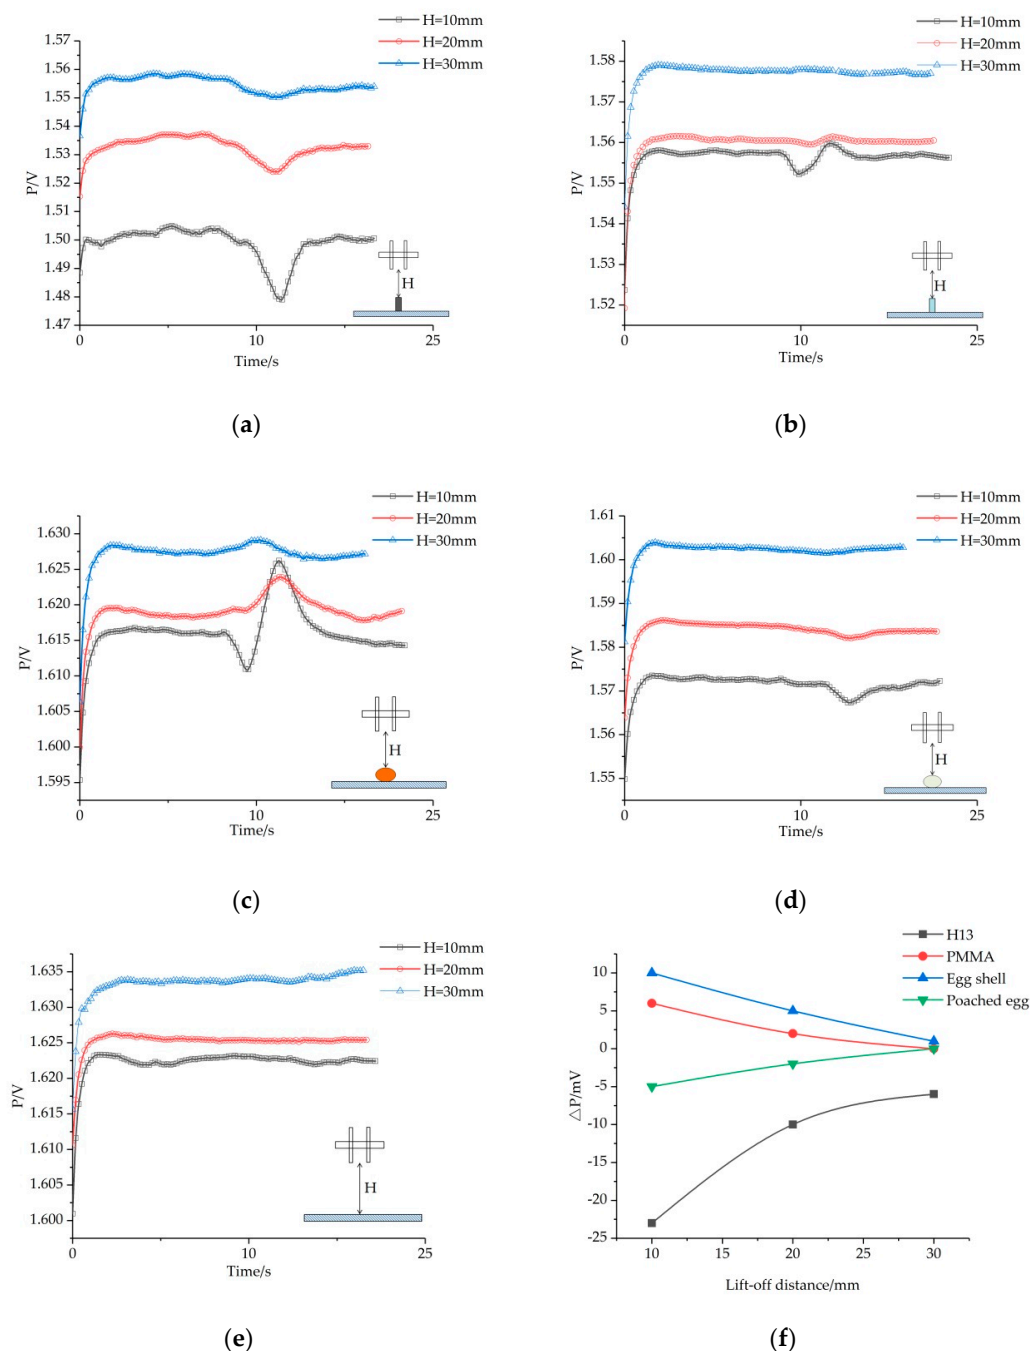 H=10mm
H=20mm
H=30mm
1.57
1.56
1.55
1.54
1.53
1.52
1.51
1.50
1.49
1.48
1.47
P/V
0
10
25
Time/s
H
(a)
H=10mm
H=20mm
H=30mm
1.58
1.57
1.56
1.55
1.54
1.53
1.52
P/V
0
10
25
Time/s
H
(b)
H=10mm
H=20mm
H=30mm
1.630
1.625
1.620
1.615
1.610
1.605
1.600
1.595
P/V
0
10
25
Time/s
H
(c)
H=10mm
H=20mm
H=30mm
1.61
1.60
1.59
1.58
1.57
1.56
1.55
P/V
0
10
25
Time/s
H
(d)
H=10mm
H=20mm
H=30mm
1.635
1.630
1.625
1.620
1.615
1.610
1.605
1.600
P/V
0
10
25
Time/s
H
(e)
H13
PMMA
Egg shell
Poached egg
10
5
0
-5
-10
-15
-20
-25
△P/mV
10
20
30
Lift-off distance/mm
(f)